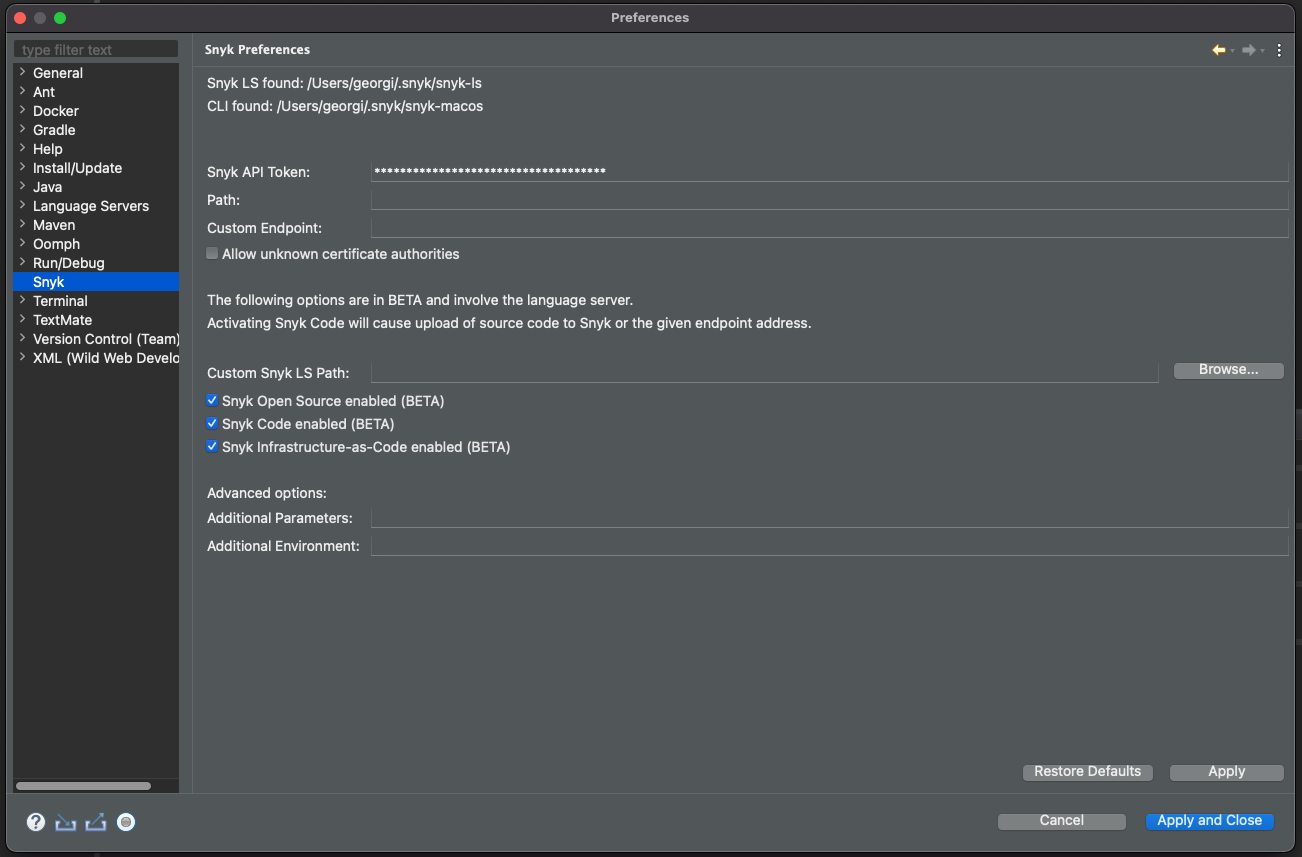 Preferences
type filter text
General
Ant
Docker
Gradle
Help
Install/Update
Java
Language Servers
Maven
Oomph
Run/Debug
Snyk
Terminal
TextMate
Version Control (Team)
XML (Wild Web Develo
Snyk Preferences
Snyk LS found: /Users/georgi/.snyk/snyk-ls
CLI found: /Users/georgi/.snyk/snyk-macos
Snyk API Token: ************************************
Path:
Custom Endpoint:
Allow unknown certificate authorities
The following options are in BETA and involve the language server.
Activating Snyk Code will cause upload of source code to Snyk or the given endpoint address.
Custom Snyk LS Path: Browse...
Snyk Open Source enabled (BETA)
Snyk Code enabled (BETA)
Snyk Infrastructure-as-Code enabled (BETA)
Advanced options:
Additional Parameters:
Additional Environment:
Restore Defaults Apply
? Cancel Apply and Close